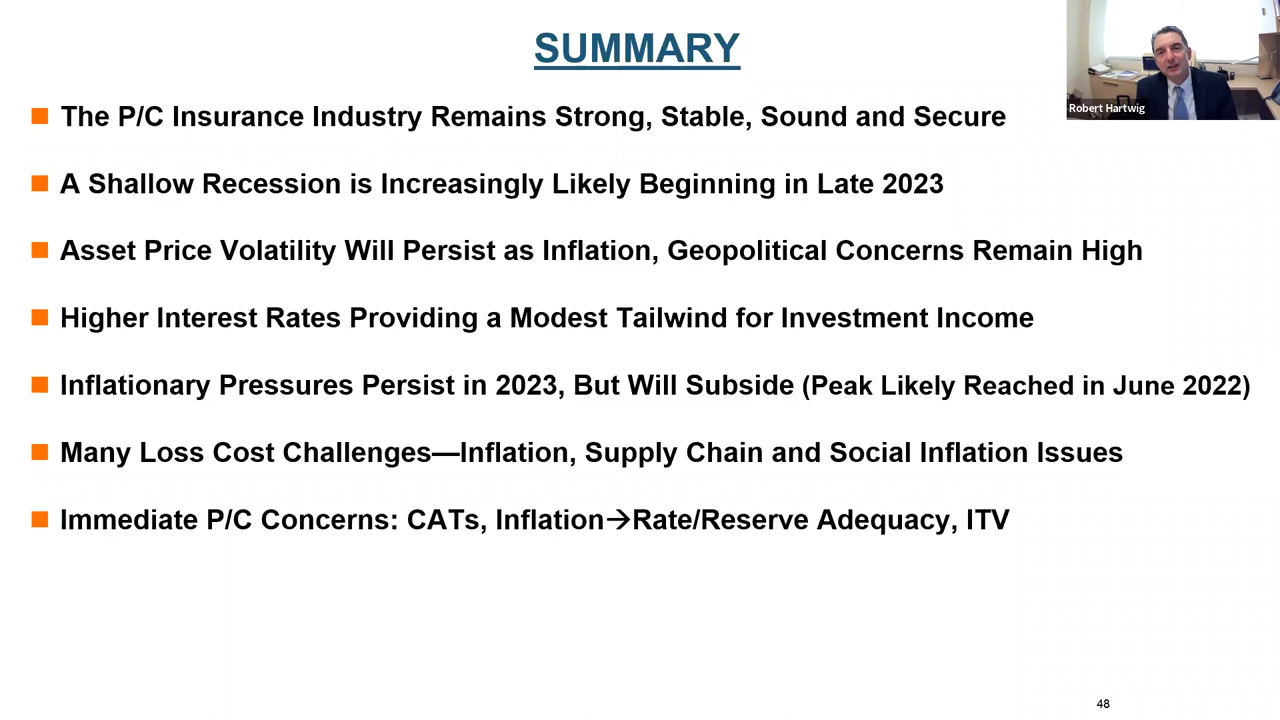 SUMMARY
Robert Hartwig
The P/C Insurance Industry Remains Strong, Stable, Sound and Secure
A Shallow Recession is Increasingly Likely Beginning in Late 2023
Asset Price Volatility Will Persist as Inflation, Geopolitical Concerns Remain High
Higher Interest Rates Providing a Modest Tailwind for Investment Income
Inflationary Pressures Persist in 2023, But Will Subside (Peak Likely Reached in June 2022)
Many Loss Cost Challenges—Inflation, Supply Chain and Social Inflation Issues
Immediate P/C Concerns: CATs, Inflation→Rate/Reserve Adequacy, ITV
48